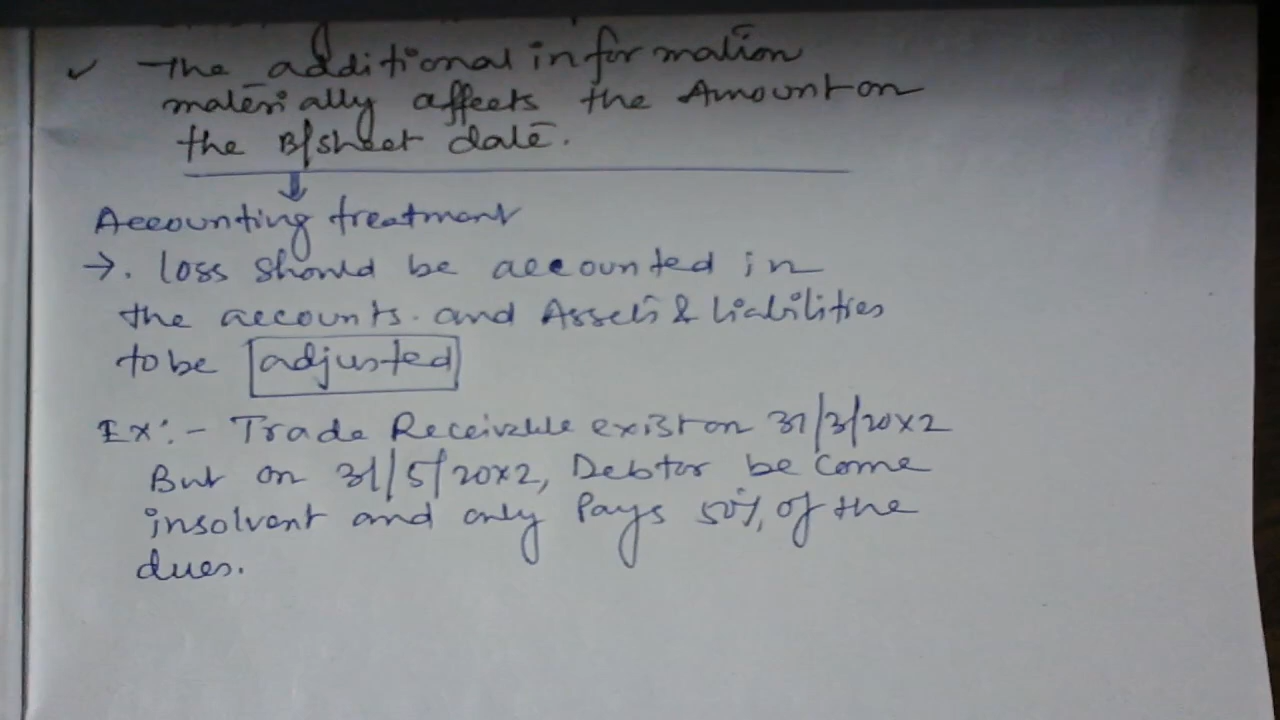 ✓ The additional information
materially affects the Amount on
the B/sheet date.
↓
Accounting treatment
→. loss should be accounted in
the accounts. and Assets & liabilities
to be adjusted
Ex:- Trade Receivable exist on 31/3/20x2
But on 31/5/20x2, Debtor be come
insolvent and only Pays 50% of the
dues.